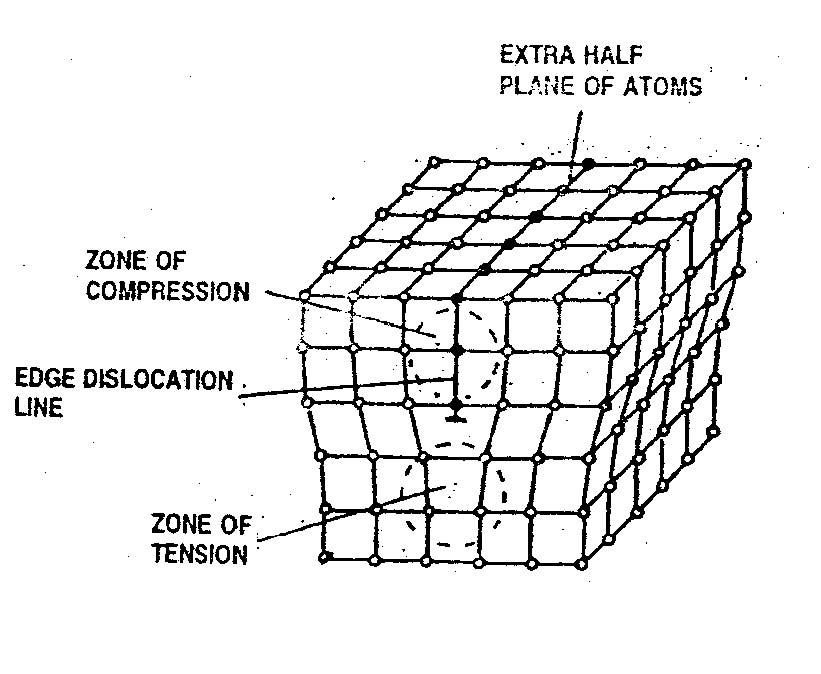 EXTRA HALF
PLANE OF ATOMS
ZONE OF
COMPRESSION
EDGE DISLOCATION
LINE
ZONE OF
TENSION